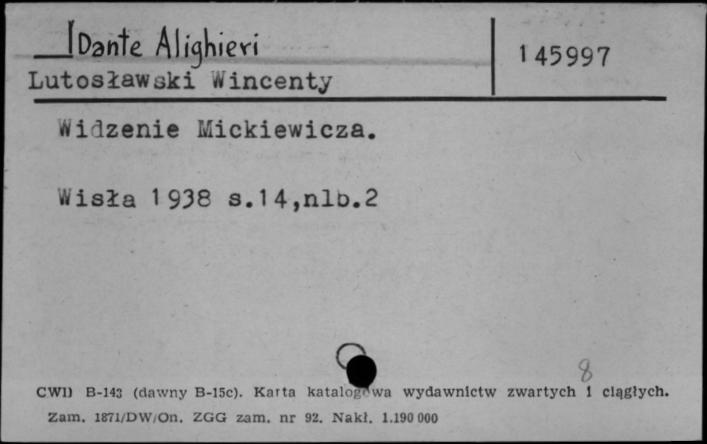 Dante Alighieri
145997
Lutosławski Wincenty
Widzenie Mickiewicza.
Wisła 1938 s.14,nlb.2
8
CWD B-143 (dawny B-15c). Karta katalogowa wydawnictw zwartych i ciągłych.
Zam. 1871/DW/On. ZGG zam. nr 92. Nakł. 1.190 000